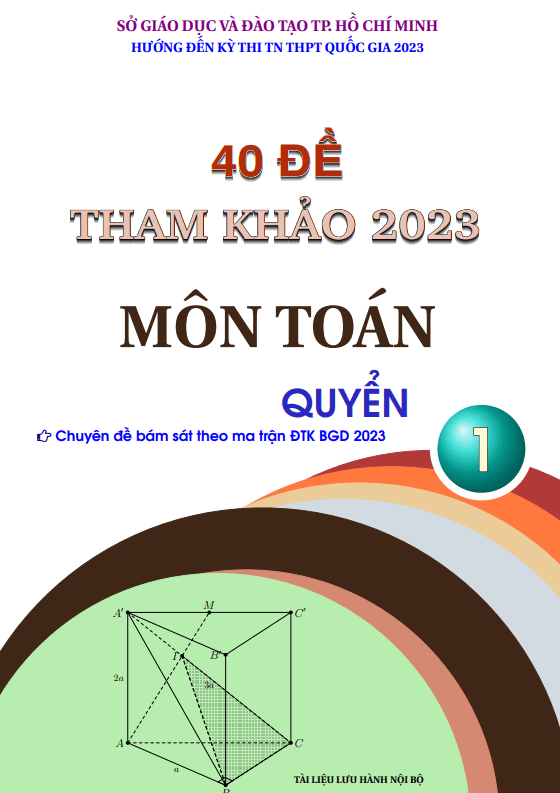 SỞ GIÁO DỤC VÀ ĐÀO TẠO TP. HỒ CHÍ MINH
HƯỚNG ĐẾN KỲ THI TN THPT QUỐC GIA 2023
40 ĐỀ
THAM KHẢO 2023
MÔN TOÁN
QUYỂN
1
Chuyên đề bám sát theo ma trận ĐTK BGD 2023
M
A′ C′
I B′
2a 3a
A C
a
B
TÀI LIỆU LƯU HÀNH NỘI BỘ